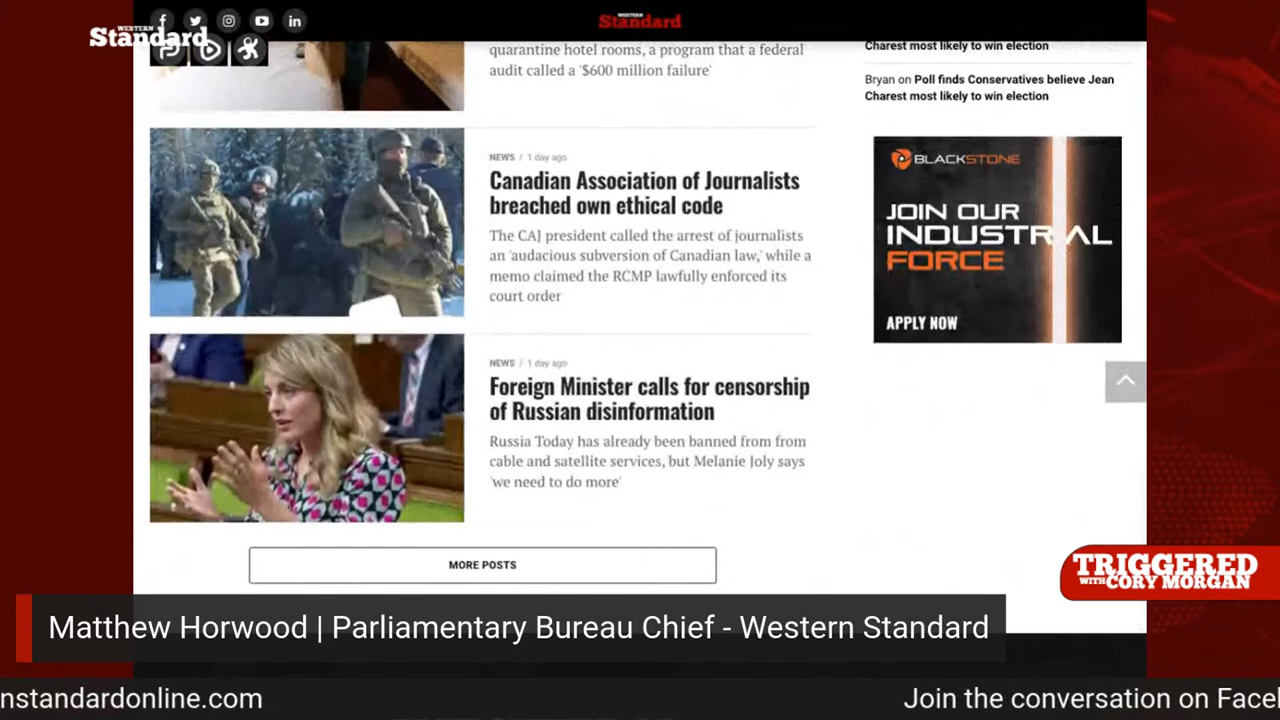 WESTERN
Standard
WESTERN
Standard
quarantine hotel rooms, a program that a federal
audit called a '$600 million failure'
Charest most likely to win election
Bryan on Poll finds Conservatives believe Jean
Charest most likely to win election
NEWS / 1 day ago
Canadian Association of Journalists
breached own ethical code
The CAJ president called the arrest of journalists
an 'audacious subversion of Canadian law,' while a
memo claimed the RCMP lawfully enforced its
court order
BLACKSTONE
JOIN OUR
INDUSTRIAL
FORCE
APPLY NOW
NEWS / 1 day ago
Foreign Minister calls for censorship
of Russian disinformation
Russia Today has already been banned from from
cable and satellite services, but Melanie Joly says
'we need to do more'
MORE POSTS
TRIGGERED
WITH CORY MORGAN
Matthew Horwood | Parliamentary Bureau Chief - Western Standard
nstandardonline.com
Join the conversation on Face